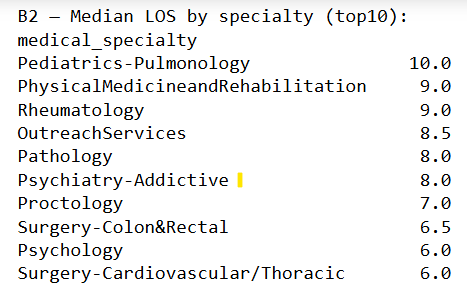 B2 — Median LOS by specialty (top10):
medical_specialty
Pediatrics-Pulmonology 10.0
PhysicalMedicineandRehabilitation 9.0
Rheumatology 9.0
OutreachServices 8.5
Pathology 8.0
Psychiatry-Addictive 8.0
Proctology 7.0
Surgery-Colon&Rectal 6.5
Psychology 6.0
Surgery-Cardiovascular/Thoracic 6.0